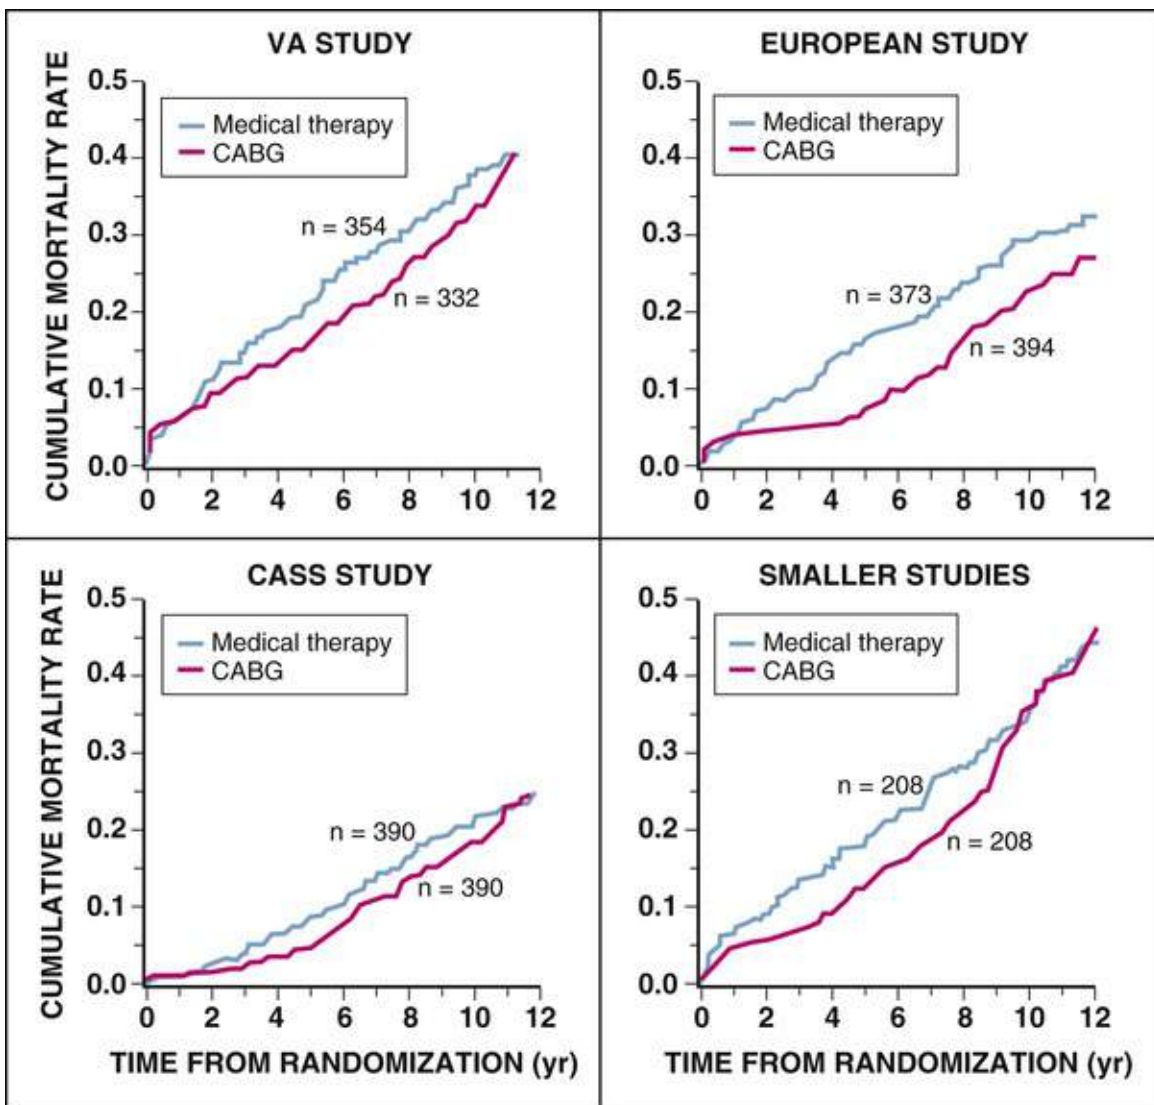 VA STUDY
CUMULATIVE MORTALITY RATE
0.5
0.4
0.3
0.2
0.1
0.0
Medical therapy
CABG
n = 354
n = 332
0 2 4 6 8 10 12
EUROPEAN STUDY
0.5
0.4
0.3
0.2
0.1
0.0
Medical therapy
CABG
n = 373
n = 394
0 2 4 6 8 10 12
CASS STUDY
CUMULATIVE MORTALITY RATE
0.5
0.4
0.3
0.2
0.1
0.0
Medical therapy
CABG
n = 390
n = 390
0 2 4 6 8 10 12
TIME FROM RANDOMIZATION (yr)
SMALLER STUDIES
0.5
0.4
0.3
0.2
0.1
0.0
Medical therapy
CABG
n = 208
n = 208
0 2 4 6 8 10 12
TIME FROM RANDOMIZATION (yr)